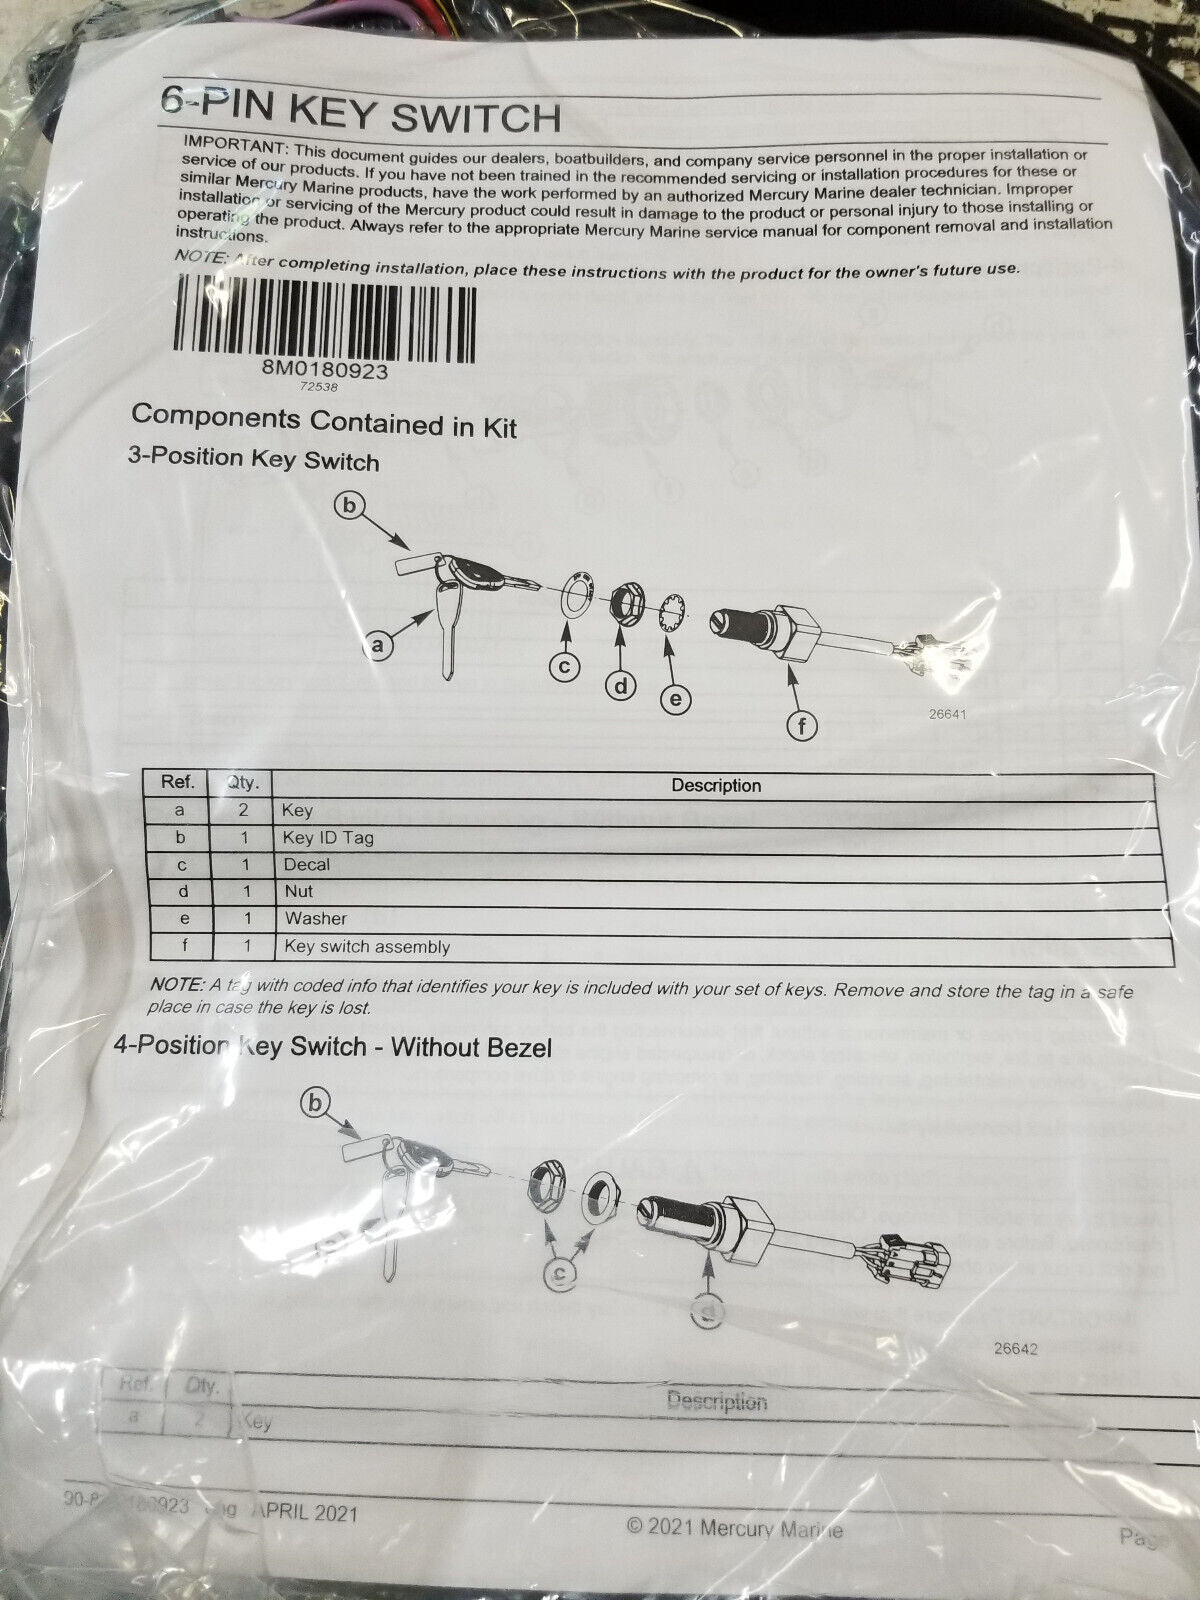 6-PIN KEY SWITCH
IMPORTANT: This document guides our dealers, boatbuilders, and company service personnel in the proper installation or
service of our products. If you have not been trained in the recommended servicing or installation procedures for these or
similar Mercury Marine products, have the work performed by an authorized Mercury Marine dealer technician. Improper
installation or servicing of the Mercury product could result in damage to the product or personal injury to those installing or
operating the product. Always refer to the appropriate Mercury Marine service manual for component removal and installation
instructions.
NOTE: After completing installation, place these instructions with the product for the owner's future use.
8M0180923
72538
Components Contained in Kit
3-Position Key Switch
b
a
c
d
e
f
26641
Ref. Qty. Description
a 2 Key
b 1 Key ID Tag
c 1 Decal
d 1 Nut
e 1 Washer
f 1 Key switch assembly
NOTE: A tag with coded info that identifies your key is included with your set of keys. Remove and store the tag in a safe
place in case the key is lost.
4-Position Key Switch - Without Bezel
b
c
d
26642
Ref. Qty. Description
a 2 Key
APRIL 2021
© 2021 Mercury Marine